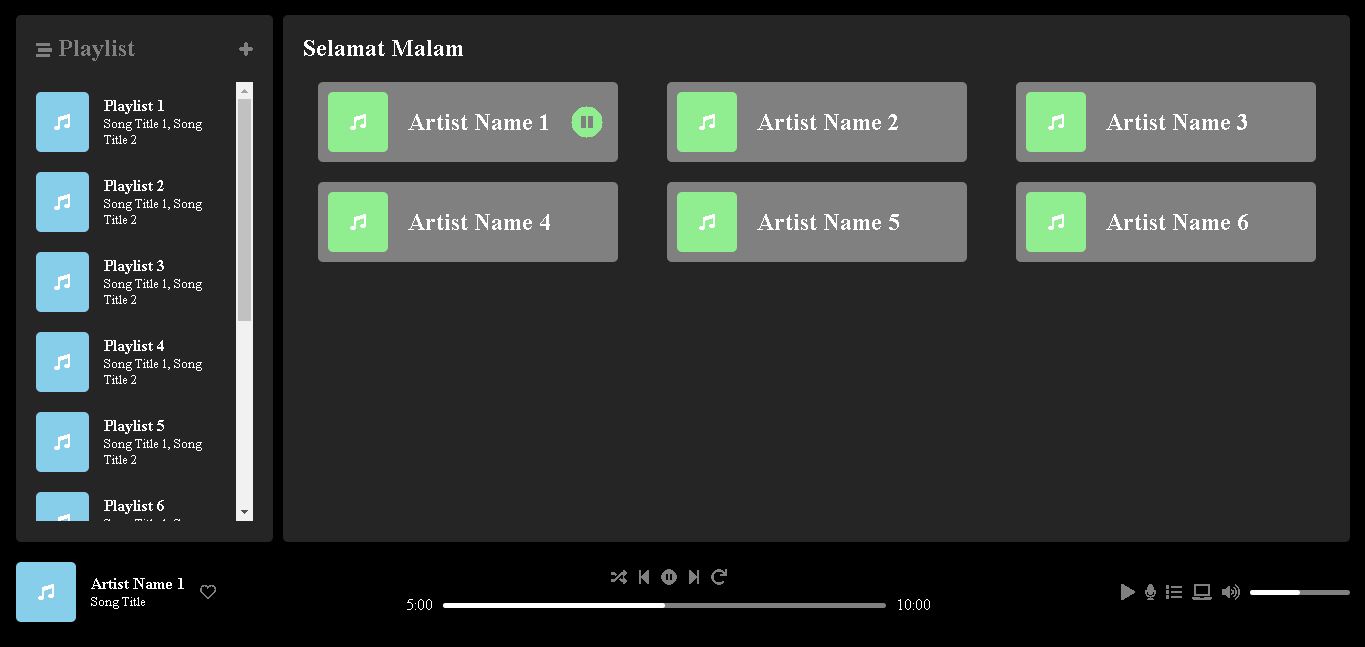 Playlist
Playlist 1
Song Title 1, Song
Title 2
Playlist 2
Song Title 1, Song
Title 2
Playlist 3
Song Title 1, Song
Title 2
Playlist 4
Song Title 1, Song
Title 2
Playlist 5
Song Title 1, Song
Title 2
Playlist 6
Selamat Malam
Artist Name 1
Artist Name 2
Artist Name 3
Artist Name 4
Artist Name 5
Artist Name 6
Artist Name 1
Song Title
5:00
10:00